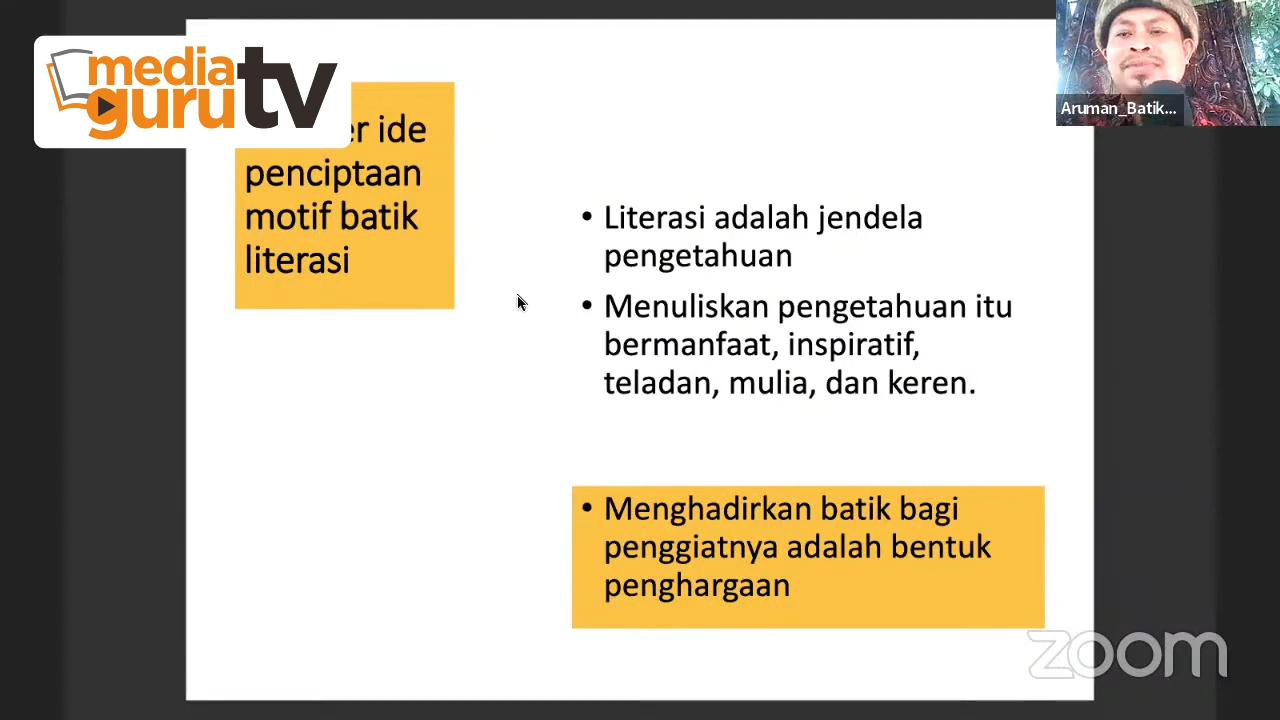 media
guru
tv
ide
penciptaan
motif batik
literasi
Aruman_Batik...
• Literasi adalah jendela
pengetahuan
• Menuliskan pengetahuan itu
bermanfaat, inspiratif,
teladan, mulia, dan keren.
• Menghadirkan batik bagi
penggiatnya adalah bentuk
penghargaan
zoom